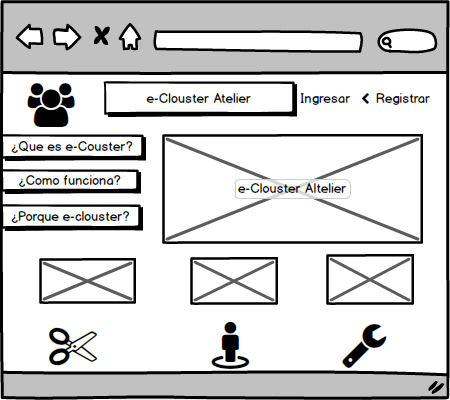 e-Clouster Atelier
Ingresar
Registrar
¿Que es e-Couster?
¿Como funciona?
¿Porque e-clouster?
e-Clouster Altelier